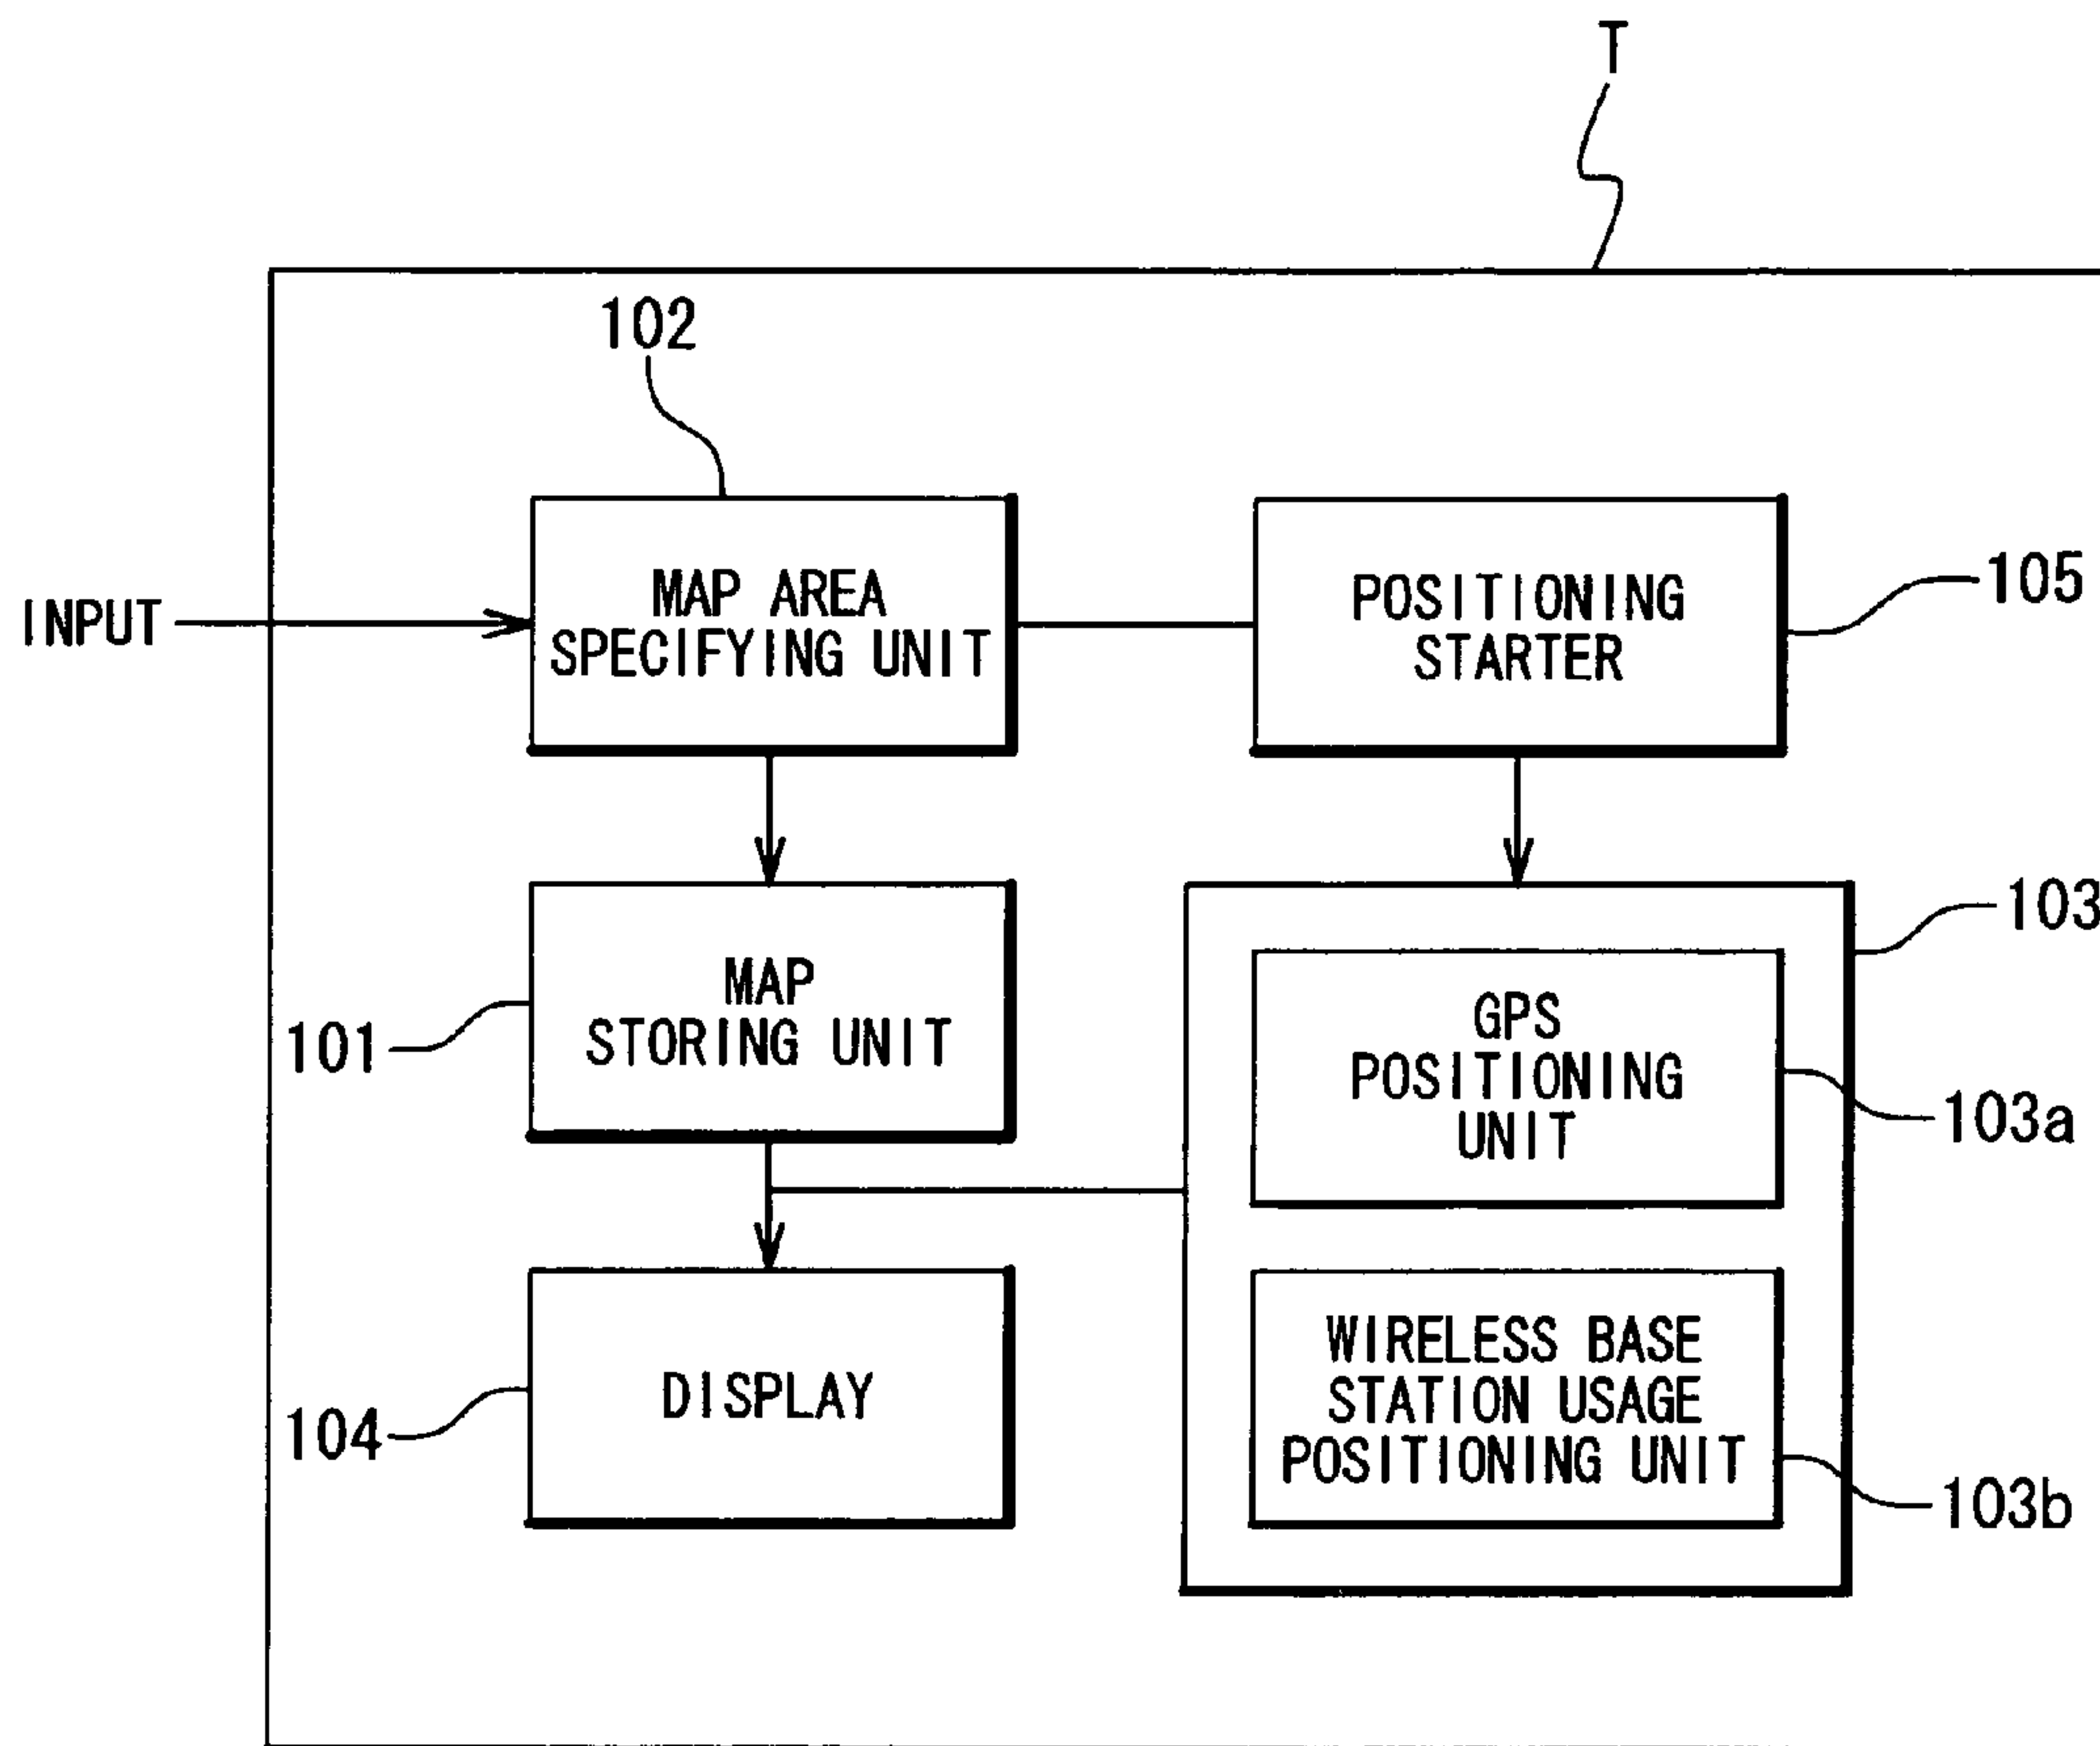 T
102
INPUT
MAP AREA
SPECIFYING UNIT
POSITIONING
STARTER
105
101
MAP
STORING UNIT
103
GPS
POSITIONING
UNIT
103a
104
DISPLAY
WIRELESS BASE
STATION USAGE
POSITIONING UNIT
103b